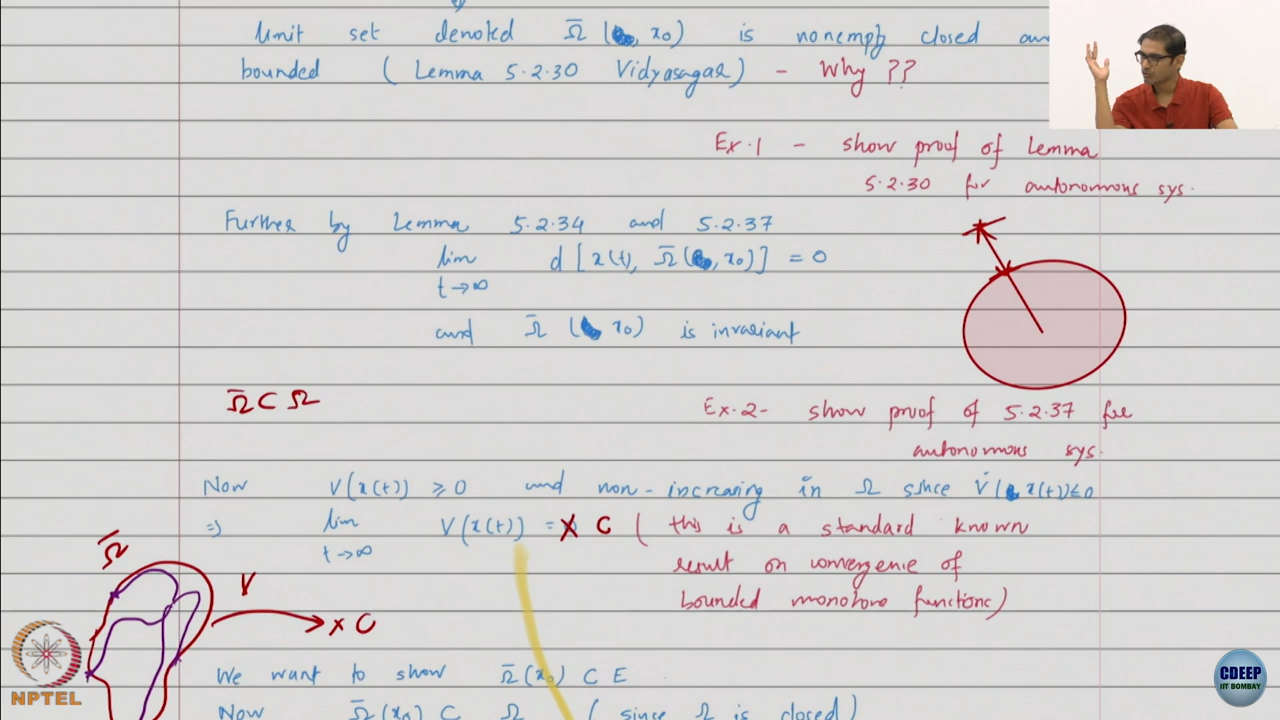 limit set denoted Ω̄ (x₀) is nonempty closed
bounded ( Lemma 5.2.30 Vidyasagar) - Why ??
Ex.1 - show proof of Lemma
5.2.30 for autonomous sys.
Further by Lemma 5.2.34 and 5.2.37
lim d [x(t), Ω̄(, x₀)] = 0
t→∞
and Ω̄ ( x₀) is invariant
Ω̄ ⊂ Ω
Ex.2- show proof of 5.2.37 for
autonomous sys.
Now V(x(t)) ≥ 0 and non-increasing in Ω since V̇(x(t)) ≤ 0
⇒ lim V(x(t)) = C ( this is a standard known
t→∞
result on convergence of
bounded monotone functions)
Ω̄
V
x C
We want to show Ω̄(x₀) ⊂ E
Now Ω̄(x₀) ⊂ Ω ( since Ω is closed)
NPTEL
CDEEP
IIT BOMBAY